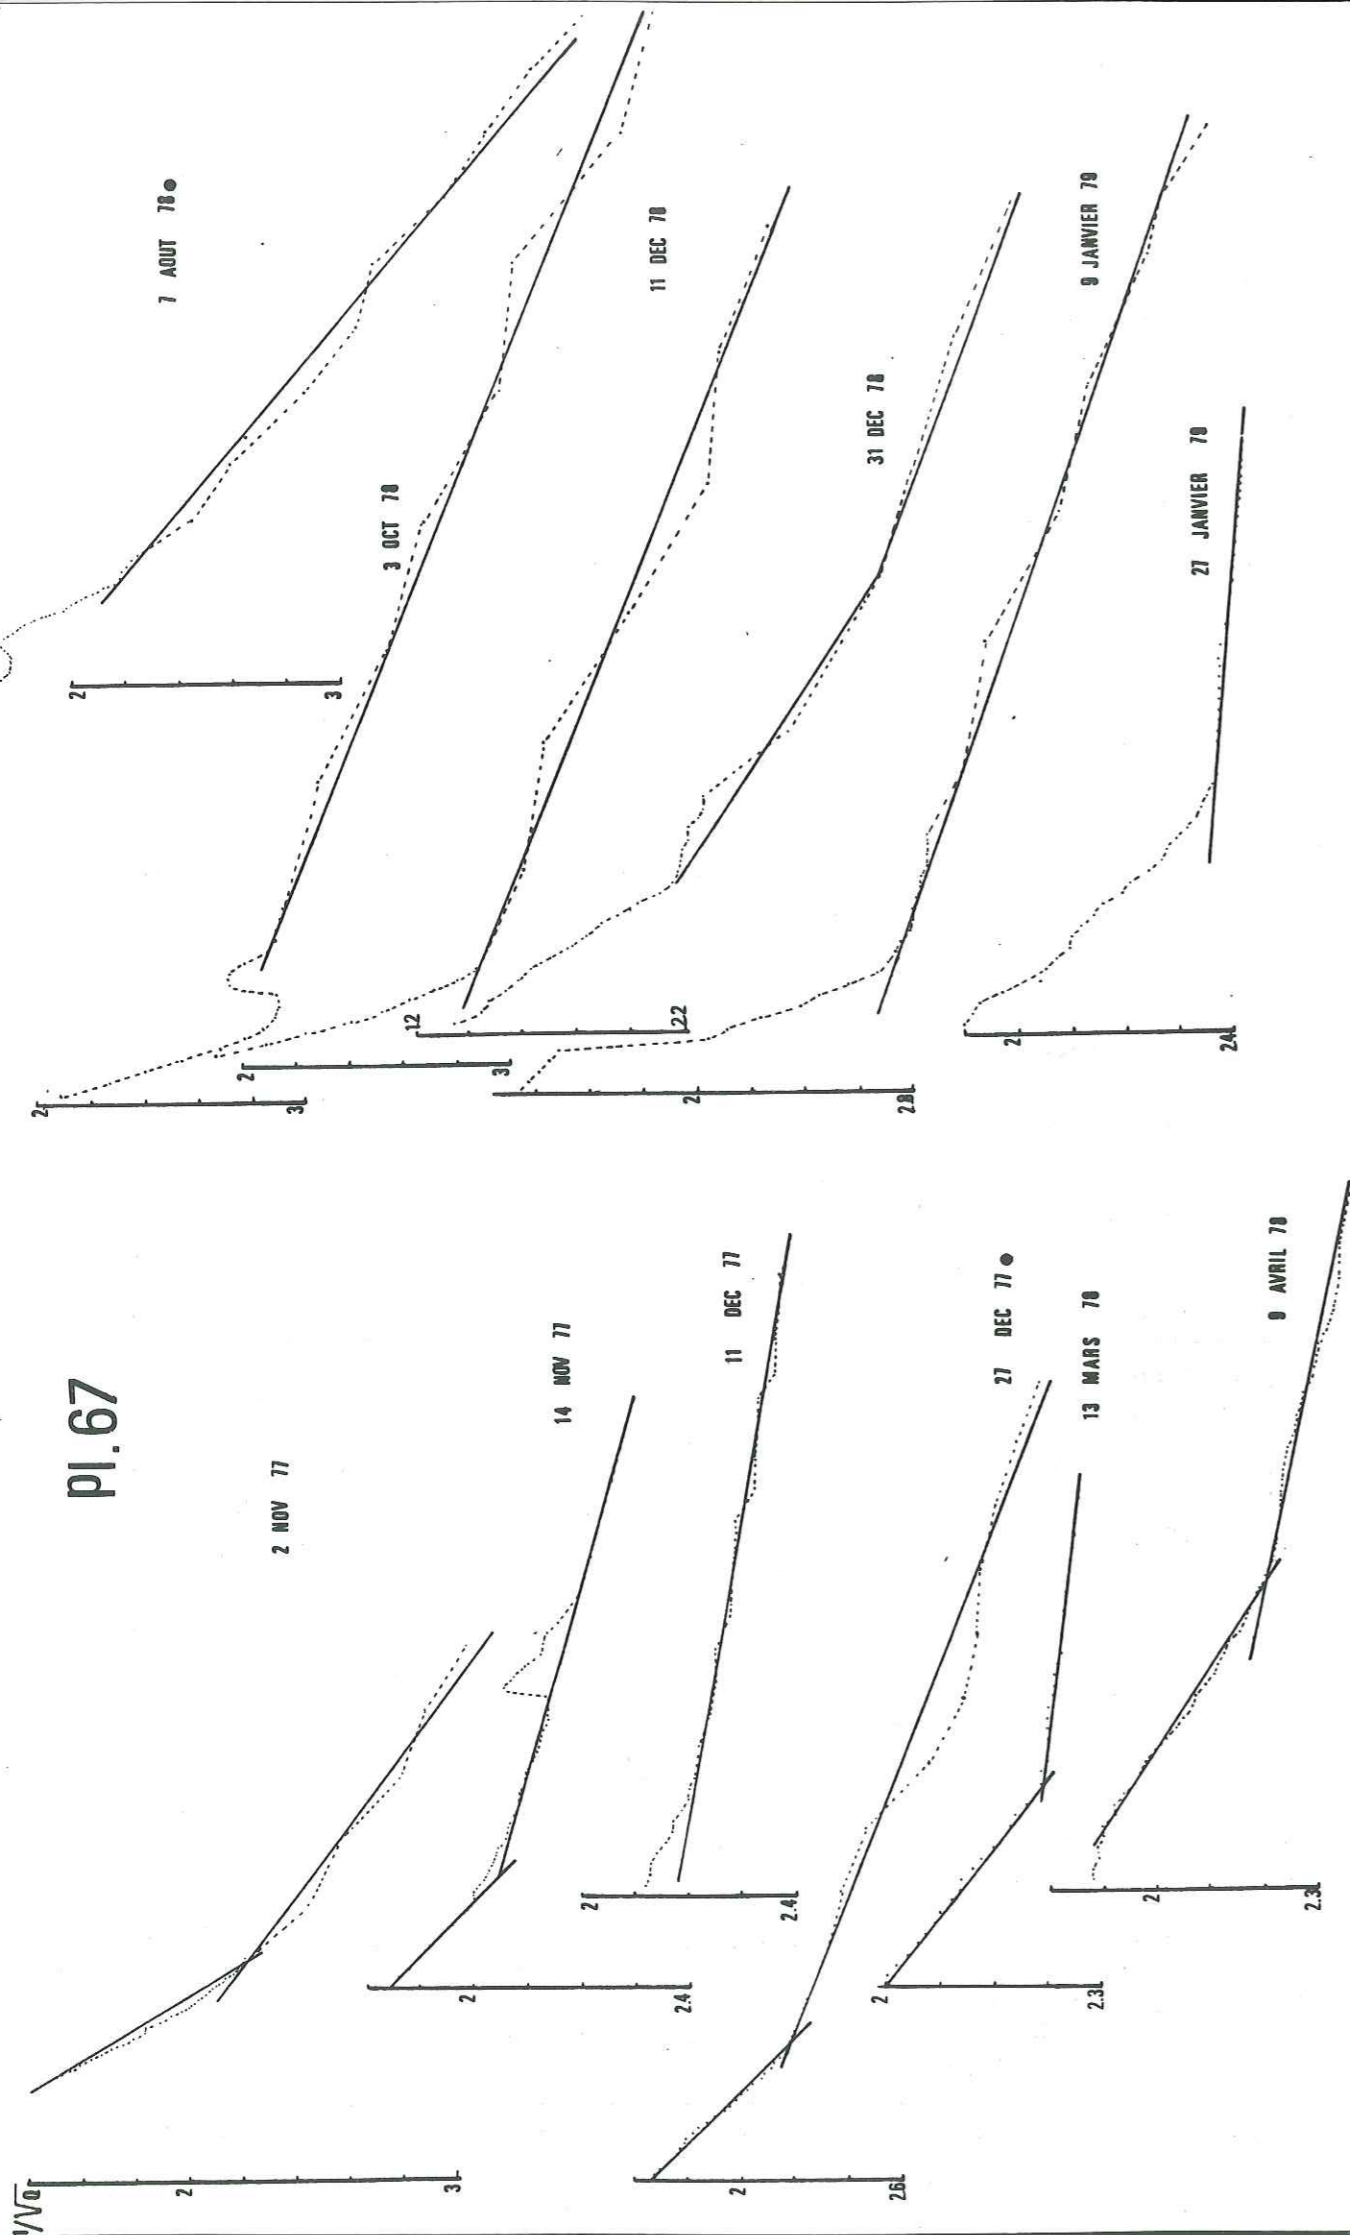 Pl. 67
1/√Q
2
3
2 NOV 77
2
2.4
14 NOV 77
2
2.4
11 DEC 77
2
2.6
27 DEC 77●
2
2.3
13 MARS 78
2
2.3
9 AVRIL 78
2
3
7 AOUT 78●
2
3
3 OCT 78
2
3
11 DEC 78
12
22
31 DEC 78
2
2.8
9 JANVIER 79
2
24
27 JANVIER 79